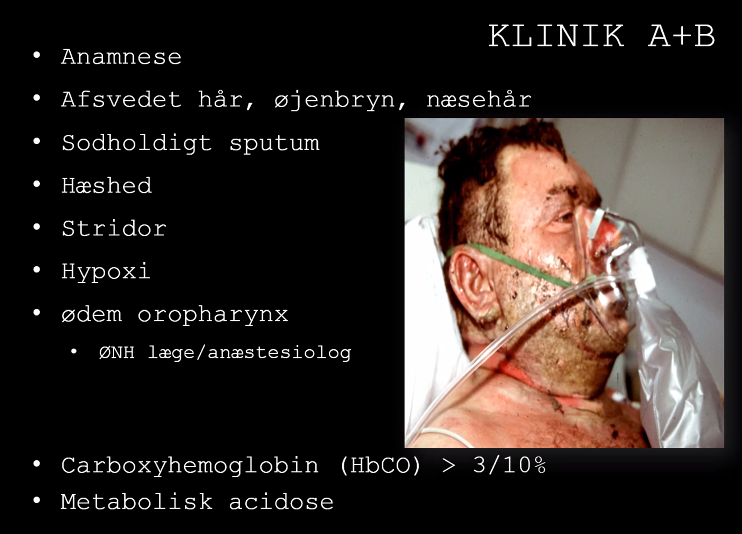 KLINIK A+B
• Anamnese
• Afsvedet hår, øjenbryn, næsehår
• Sodholdigt sputum
• Hæshed
• Stridor
• Hypoxi
• ødem oropharynx
• ØNH læge/anæstesiolog
• Carboxyhemoglobin (HbCO) > 3/10%
• Metabolisk acidose